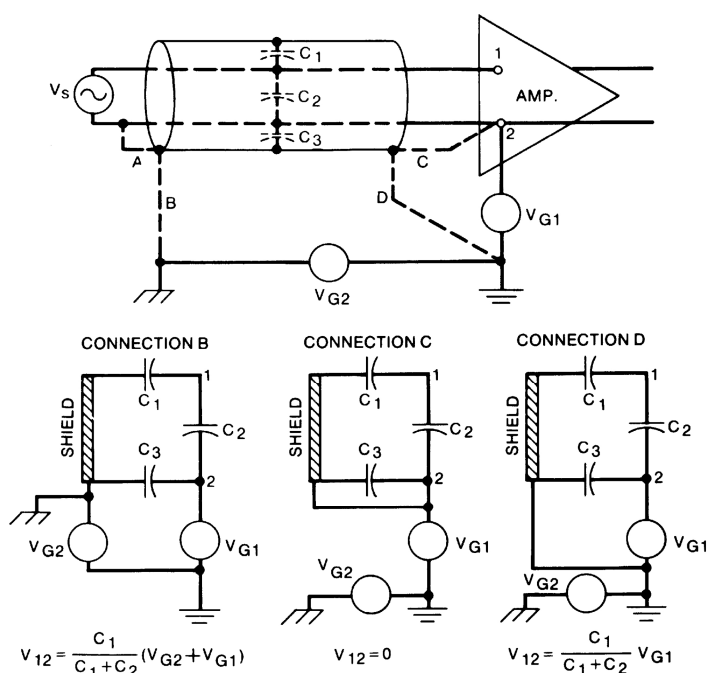 C1
1
VS
C2
AMP.
C3
2
A
C
B
D
VG1
VG2
CONNECTION B
CONNECTION C
CONNECTION D
SHIELD
C1
1
C2
C3
2
VG2
VG1
V12 = C1/(C1+C2) (VG2+VG1)
SHIELD
C1
1
C2
C3
2
VG1
VG2
V12=0
SHIELD
C1
1
C2
C3
2
VG1
VG2
V12 = C1/(C1+C2) VG1